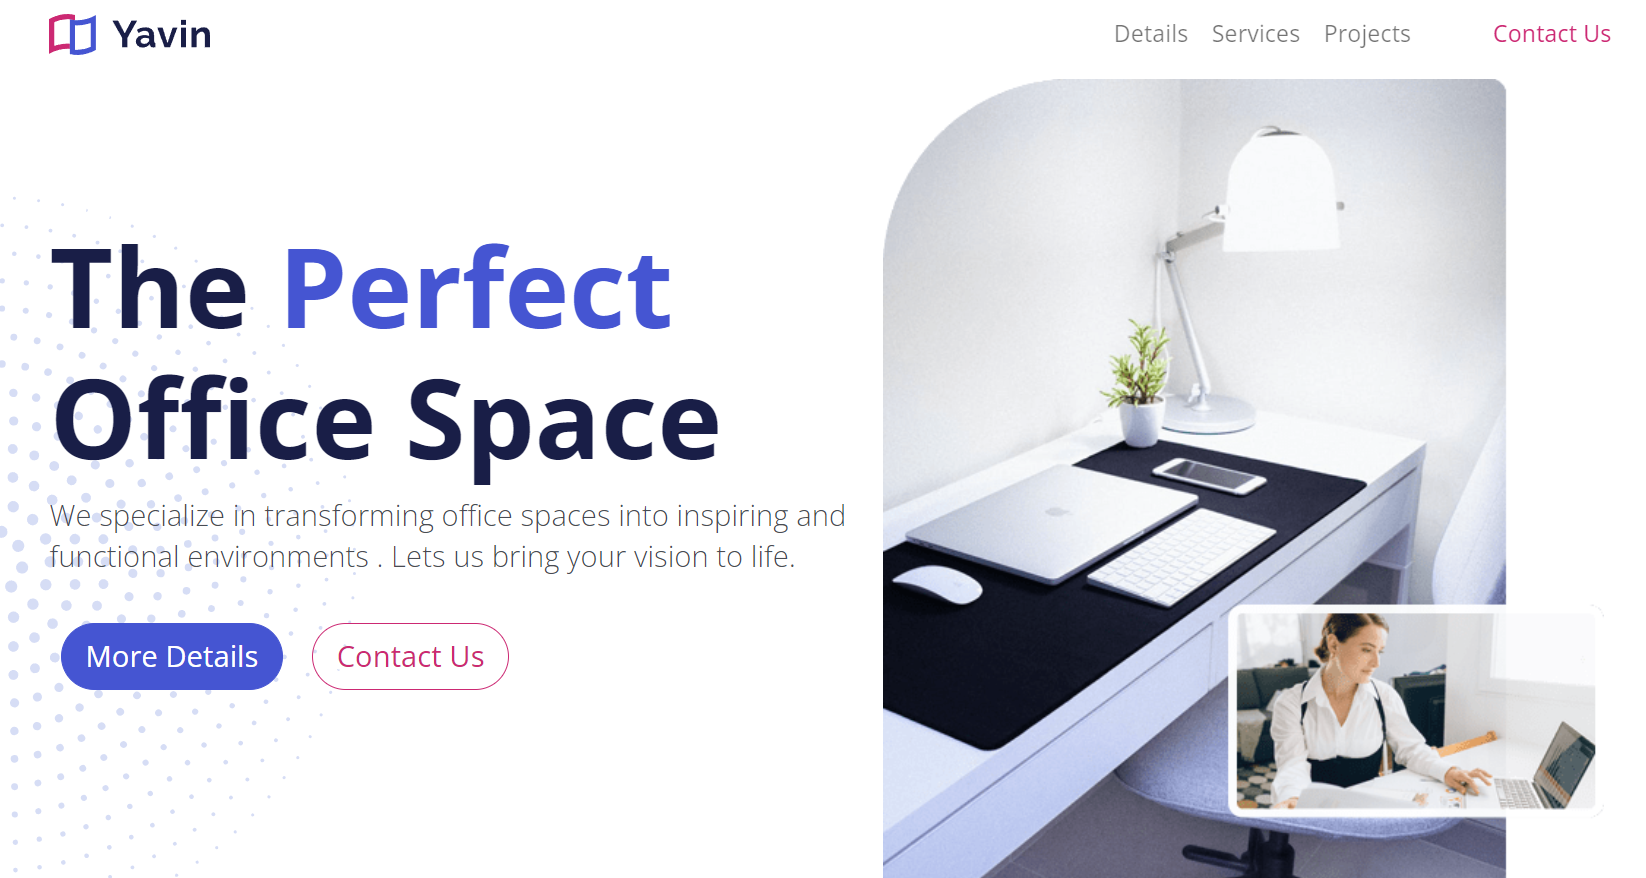 Yavin
Details Services Projects Contact Us
The Perfect
Office Space
We specialize in transforming office spaces into inspiring and
functional environments . Lets us bring your vision to life.
More Details Contact Us